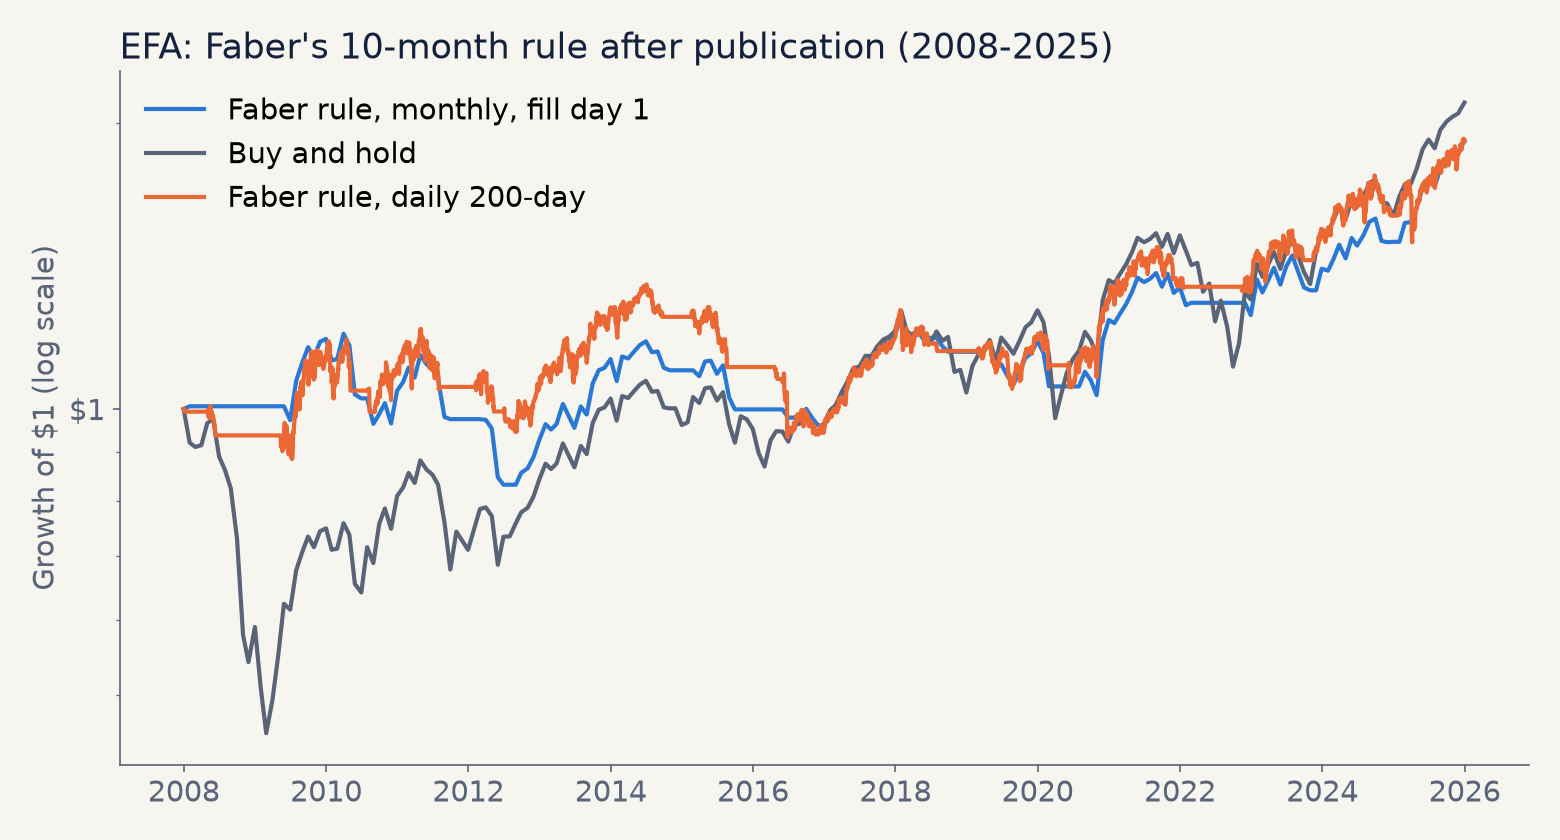 EFA: Faber's 10-month rule after publication (2008-2025)
Faber rule, monthly, fill day 1
Buy and hold
Faber rule, daily 200-day
Growth of $1 (log scale)
$1
2008 2010 2012 2014 2016 2018 2020 2022 2024 2026